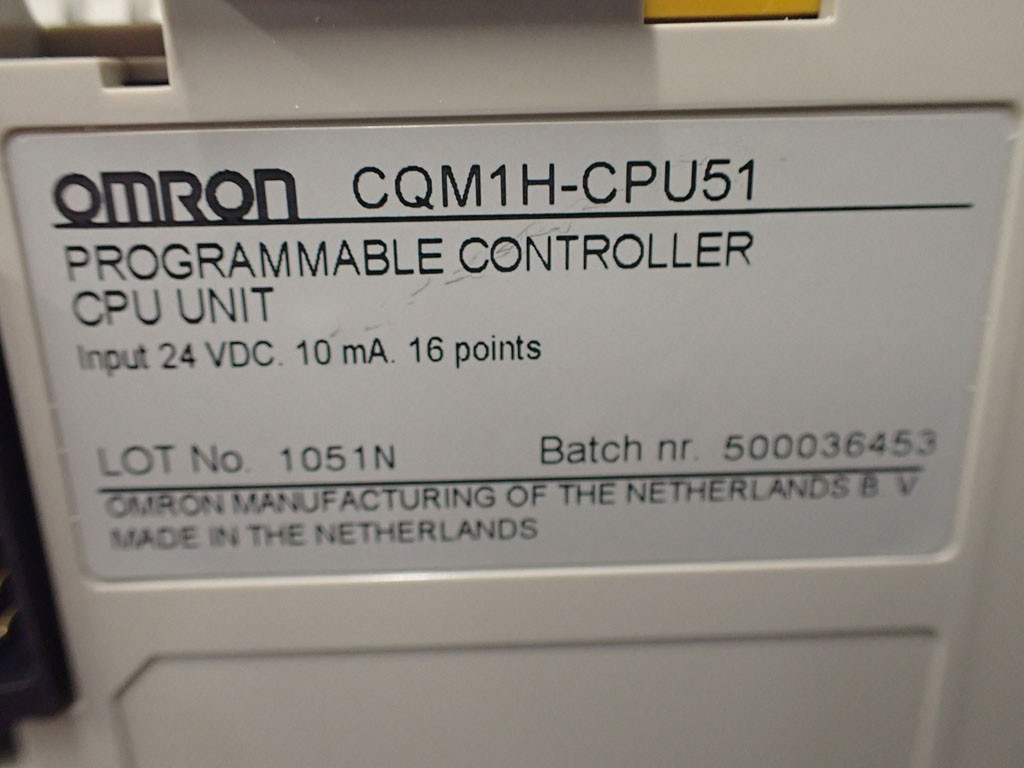 OMRON CQM1H-CPU51
PROGRAMMABLE CONTROLLER
CPU UNIT
Input 24 VDC. 10 mA. 16 points
LOT No. 1051N Batch nr. 500036453
OMRON MANUFACTURING OF THE NETHERLANDS B. V
MADE IN THE NETHERLANDS